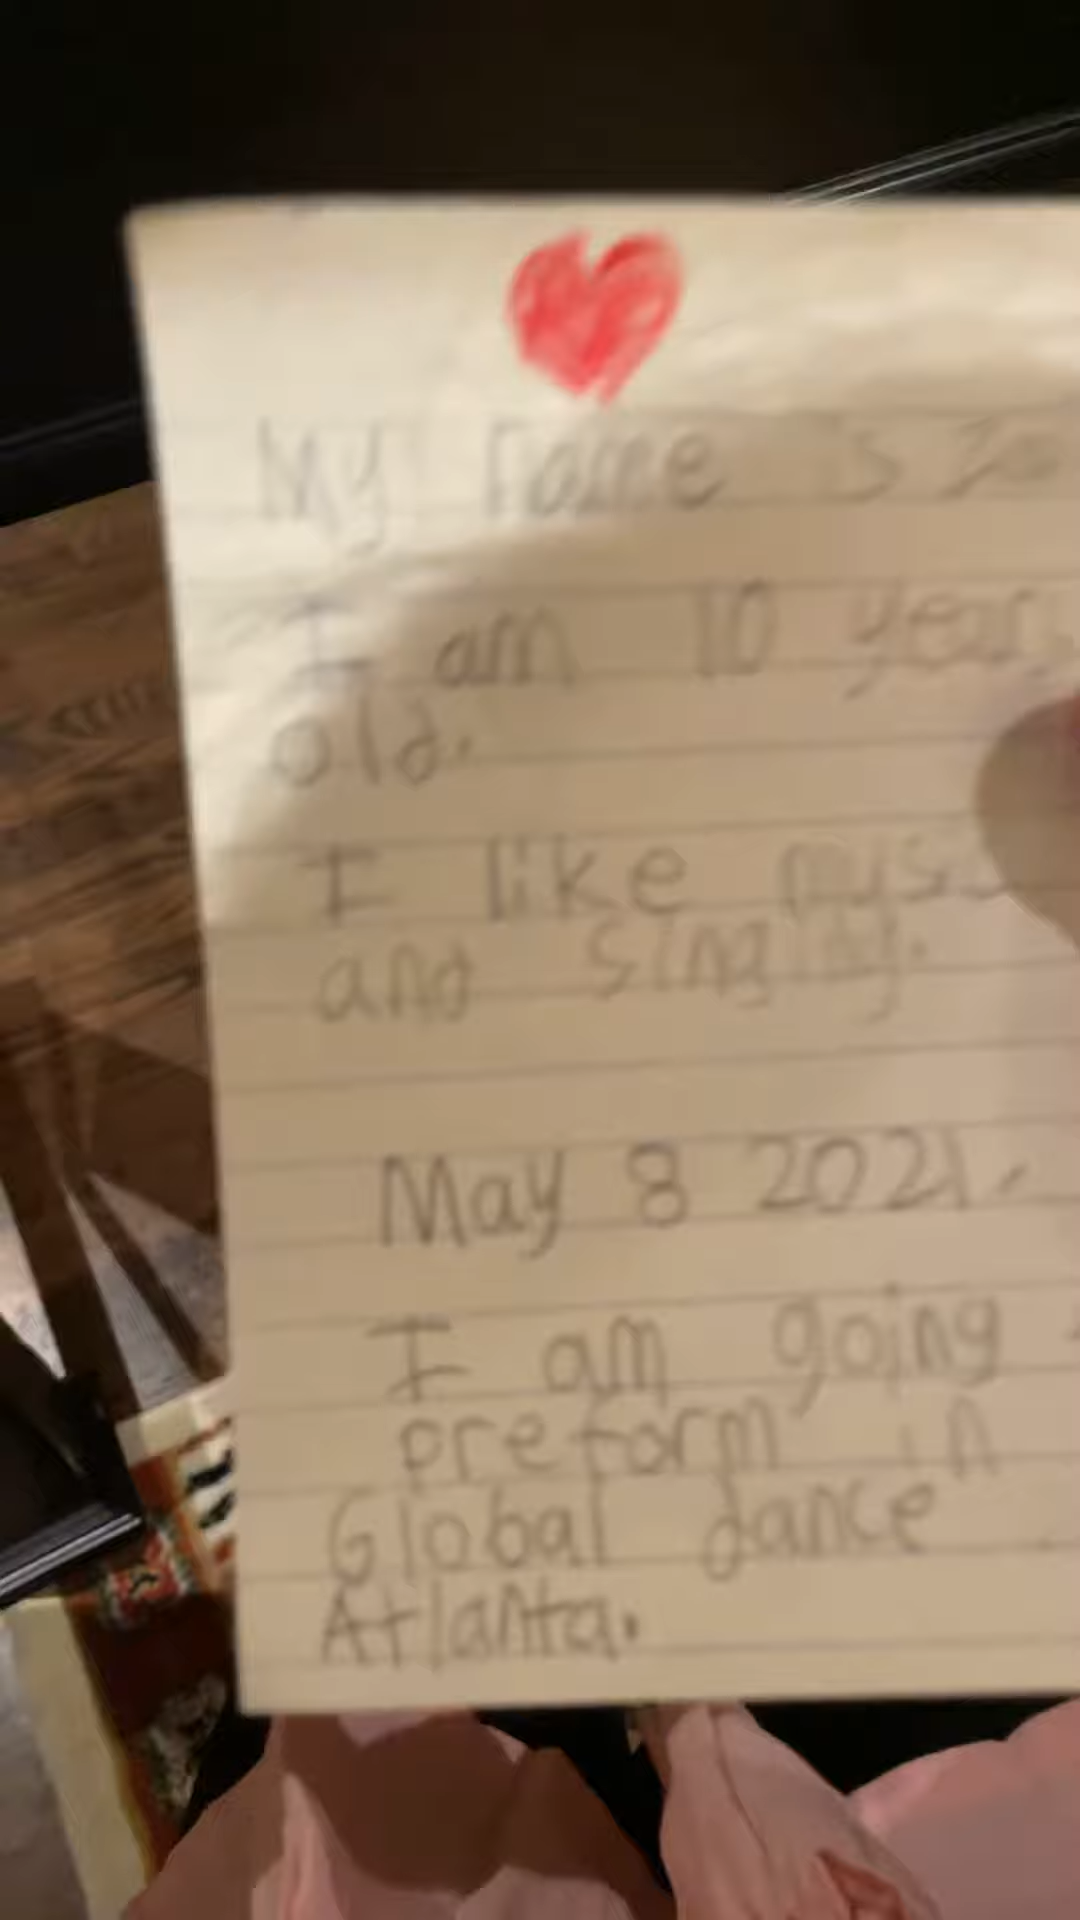 My name is
I am 10 years
old.
I like
and singing.
May 8 2021.
I am going
preform in
Global dance
Atlanta.